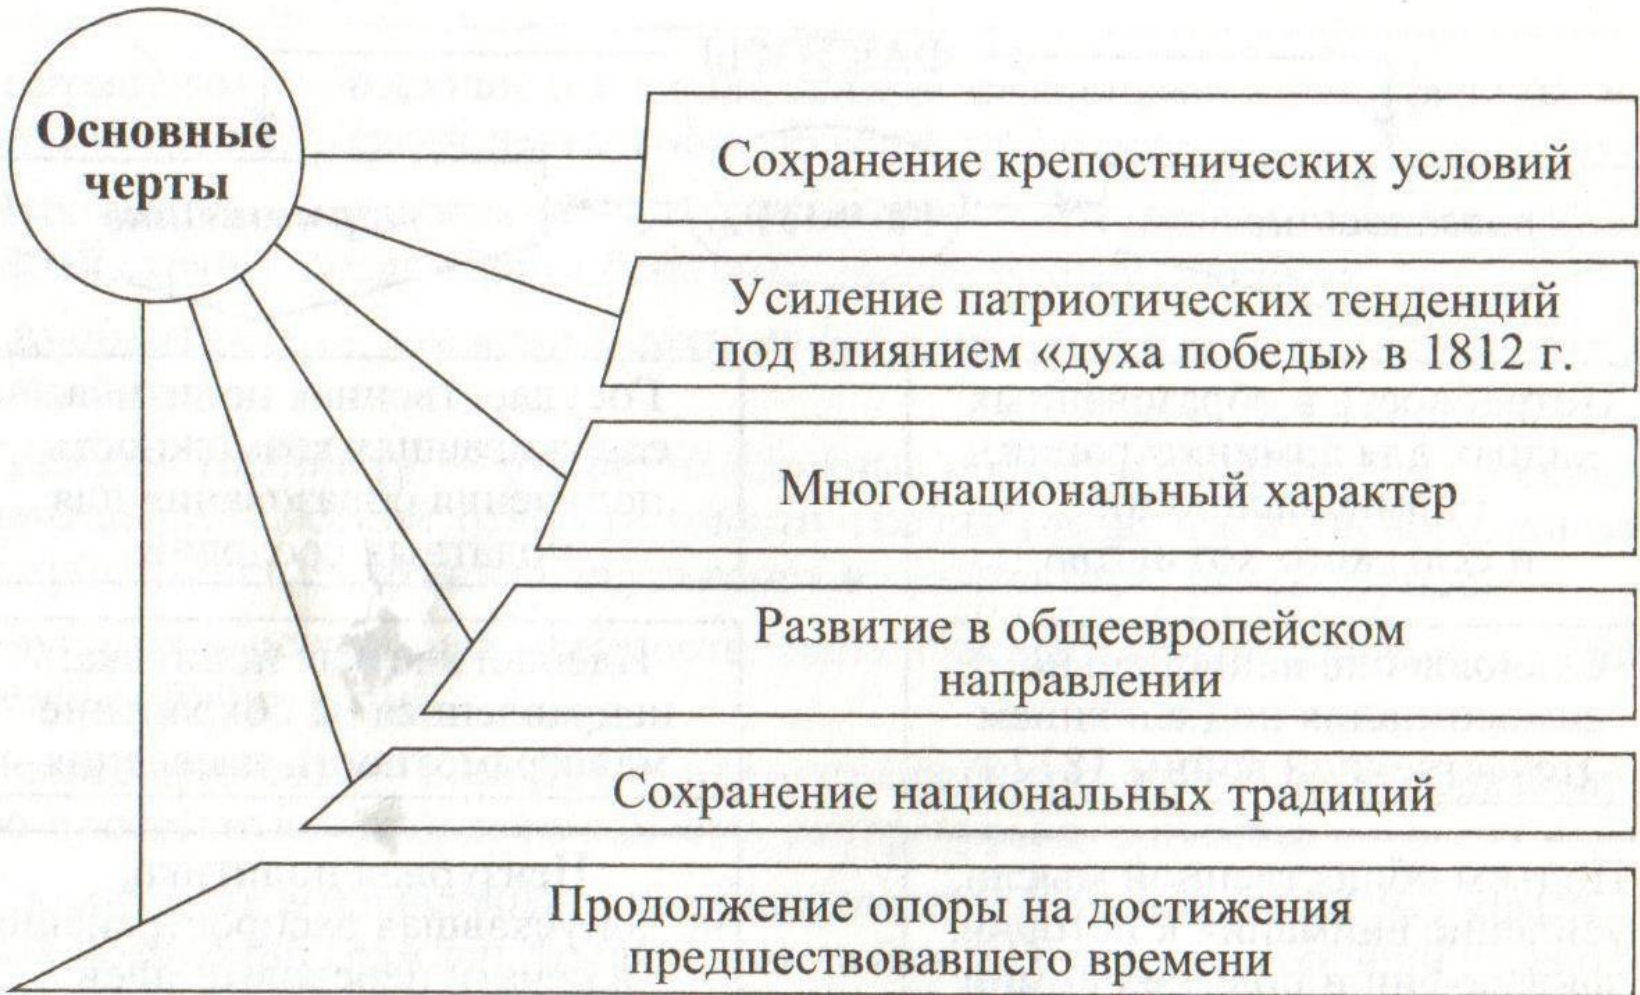 Основные
черты
Сохранение крепостнических условий
Усиление патриотических тенденций
под влиянием «духа победы» в 1812 г.
Многонациональный характер
Развитие в общеевропейском
направлении
Сохранение национальных традиций
Продолжение опоры на достижения
предшествовавшего времени